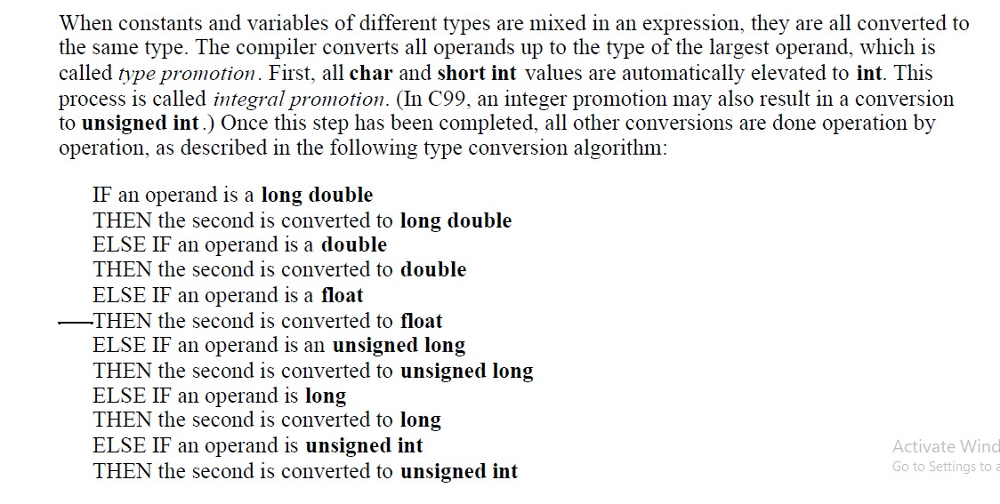 When constants and variables of different types are mixed in an expression, they are all converted to
the same type. The compiler converts all operands up to the type of the largest operand, which is
called type promotion. First, all char and short int values are automatically elevated to int. This
process is called integral promotion. (In C99, an integer promotion may also result in a conversion
to unsigned int.) Once this step has been completed, all other conversions are done operation by
operation, as described in the following type conversion algorithm:
IF an operand is a long double
THEN the second is converted to long double
ELSE IF an operand is a double
THEN the second is converted to double
ELSE IF an operand is a float
THEN the second is converted to float
ELSE IF an operand is an unsigned long
THEN the second is converted to unsigned long
ELSE IF an operand is long
THEN the second is converted to long
ELSE IF an operand is unsigned int
THEN the second is converted to unsigned int
Activate Wind
Go to Settings to a